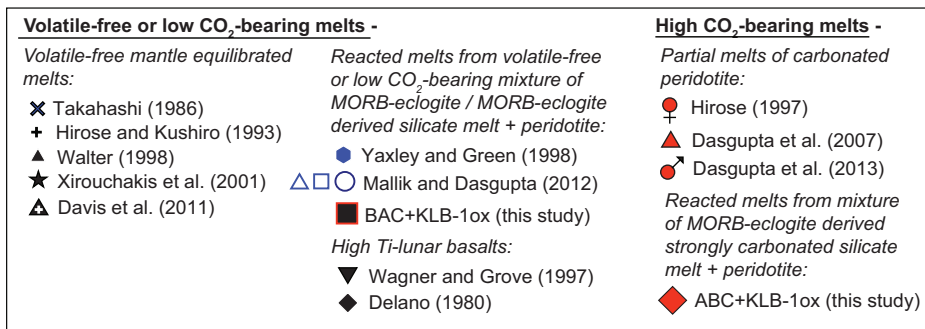 Volatile-free or low CO₂-bearing melts -
Volatile-free mantle equilibrated
melts:
Takahashi (1986)
Hirose and Kushiro (1993)
Walter (1998)
Xirouchakis et al. (2001)
Davis et al. (2011)
Reacted melts from volatile-free
or low CO₂-bearing mixture of
MORB-eclogite / MORB-eclogite
derived silicate melt + peridotite:
Yaxley and Green (1998)
Mallik and Dasgupta (2012)
BAC+KLB-1ox (this study)
High Ti-lunar basalts:
Wagner and Grove (1997)
Delano (1980)
High CO₂-bearing melts -
Partial melts of carbonated
peridotite:
Hirose (1997)
Dasgupta et al. (2007)
Dasgupta et al. (2013)
Reacted melts from mixture
of MORB-eclogite derived
strongly carbonated silicate
melt + peridotite:
ABC+KLB-1ox (this study)